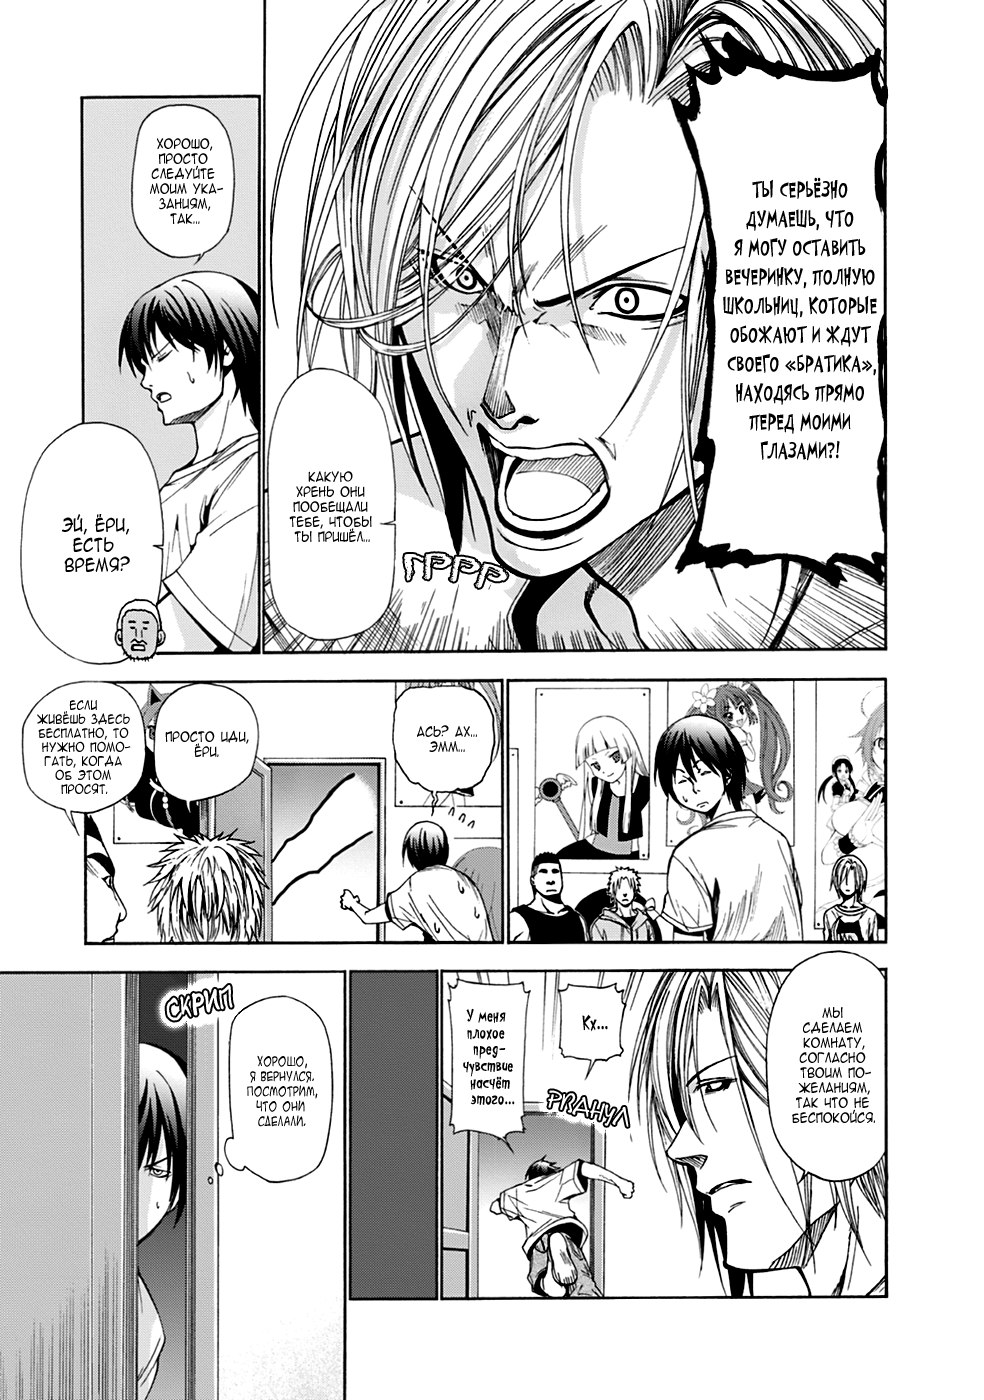 ТЫ СЕРЬЁЗНО
ДУМАЕШЬ, ЧТО
Я МОГУ ОСТАВИТЬ
ВЕЧЕРИНКУ, ПОЛНУЮ
ШКОЛЬНИЦ, КОТОРЫЕ
ОБОЖАЮТ И ЖДУТ
СВОЕГО «БРАТИКА»,
НАХОДЯСЬ ПРЯМО
ПЕРЕД МОИМИ
ГЛАЗАМИ?!
КАКУЮ
ХРЕНЬ ОНИ
ПООБЕЩАЛИ
ТЕБЕ, ЧТОБЫ
ТЫ ПРИШЁЛ...
ГРРР
ХОРОШО,
ПРОСТО
СЛЕДУЙТЕ
МОИМ УКА-
ЗАНИЯМ,
ТАК...
ЭЙ, ЁРИ,
ЕСТЬ
ВРЕМЯ?
АСЬ? АХ...
ЭММ...
ПРОСТО ИДИ,
ЁРИ.
ЕСЛИ
ЖИВЁШЬ ЗДЕСЬ
БЕСПЛАТНО, ТО
НУЖНО ПОМО-
ГАТЬ, КОГДА
ОБ ЭТОМ
ПРОСЯТ.
МЫ
СДЕЛАЕМ
КОМНАТУ,
СОГЛАСНО
ТВОИМ ПО-
ЖЕЛАНИЯМ,
ТАК ЧТО НЕ
БЕСПОКОЙСЯ.
КХ...
У МЕНЯ
ПЛОХОЕ
ПРЕД-
ЧУВСТВИЕ
НАСЧЁТ
ЭТОГО...
РВАНУЛ
СКРИП
ХОРОШО,
Я ВЕРНУЛСЯ.
ПОСМОТРИМ,
ЧТО ОНИ
СДЕЛАЛИ.